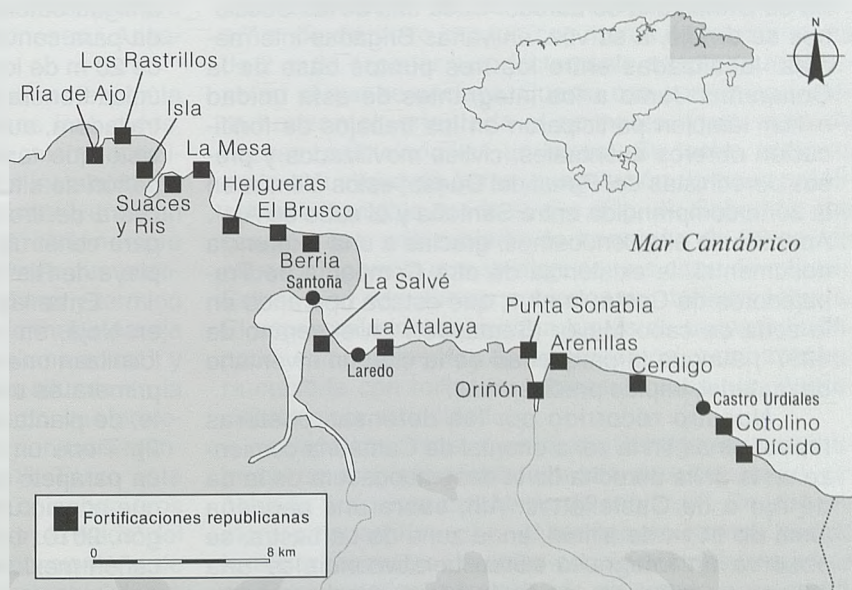 Los Rastrillos
Ría de Ajo
Isla
La Mesa
Suaces
y Ris
Helgueras
El Brusco
Berria
Santoña
La Salvé
La Atalaya
Laredo
Mar Cantábrico
N
Punta Sonabia
Arenillas
Oriñón
Cerdigo
Castro Urdiales
Cotolino
Dícido
Fortificaciones republicanas
0 8 km